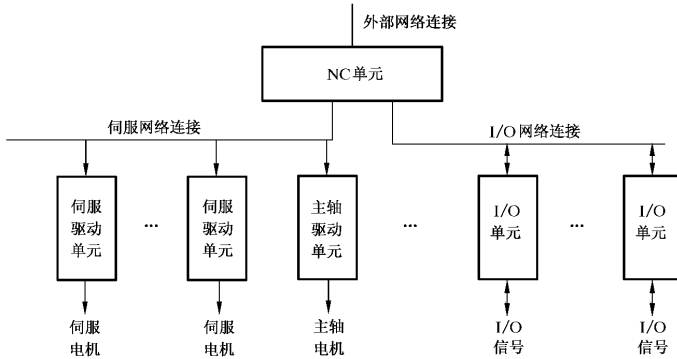 外部网络连接
NC单元
伺服网络连接
I/O网络连接
伺服
驱动
单元
...
伺服
驱动
单元
主轴
驱动
单元
...
I/O
单元
...
I/O
单元
伺服
电机
伺服
电机
主轴
电机
I/O
信号
I/O
信号